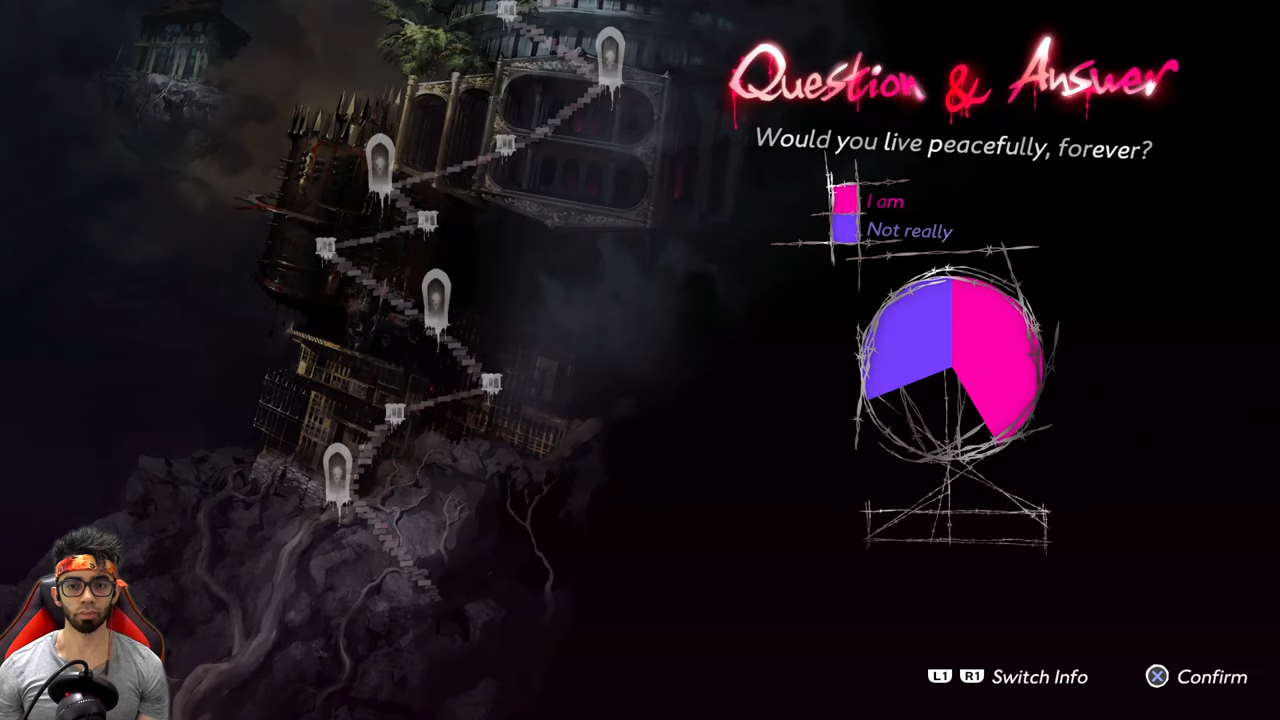 Question & Answer
Would you live peacefully, forever?
I am
Not really
L1 R1 Switch Info
Confirm